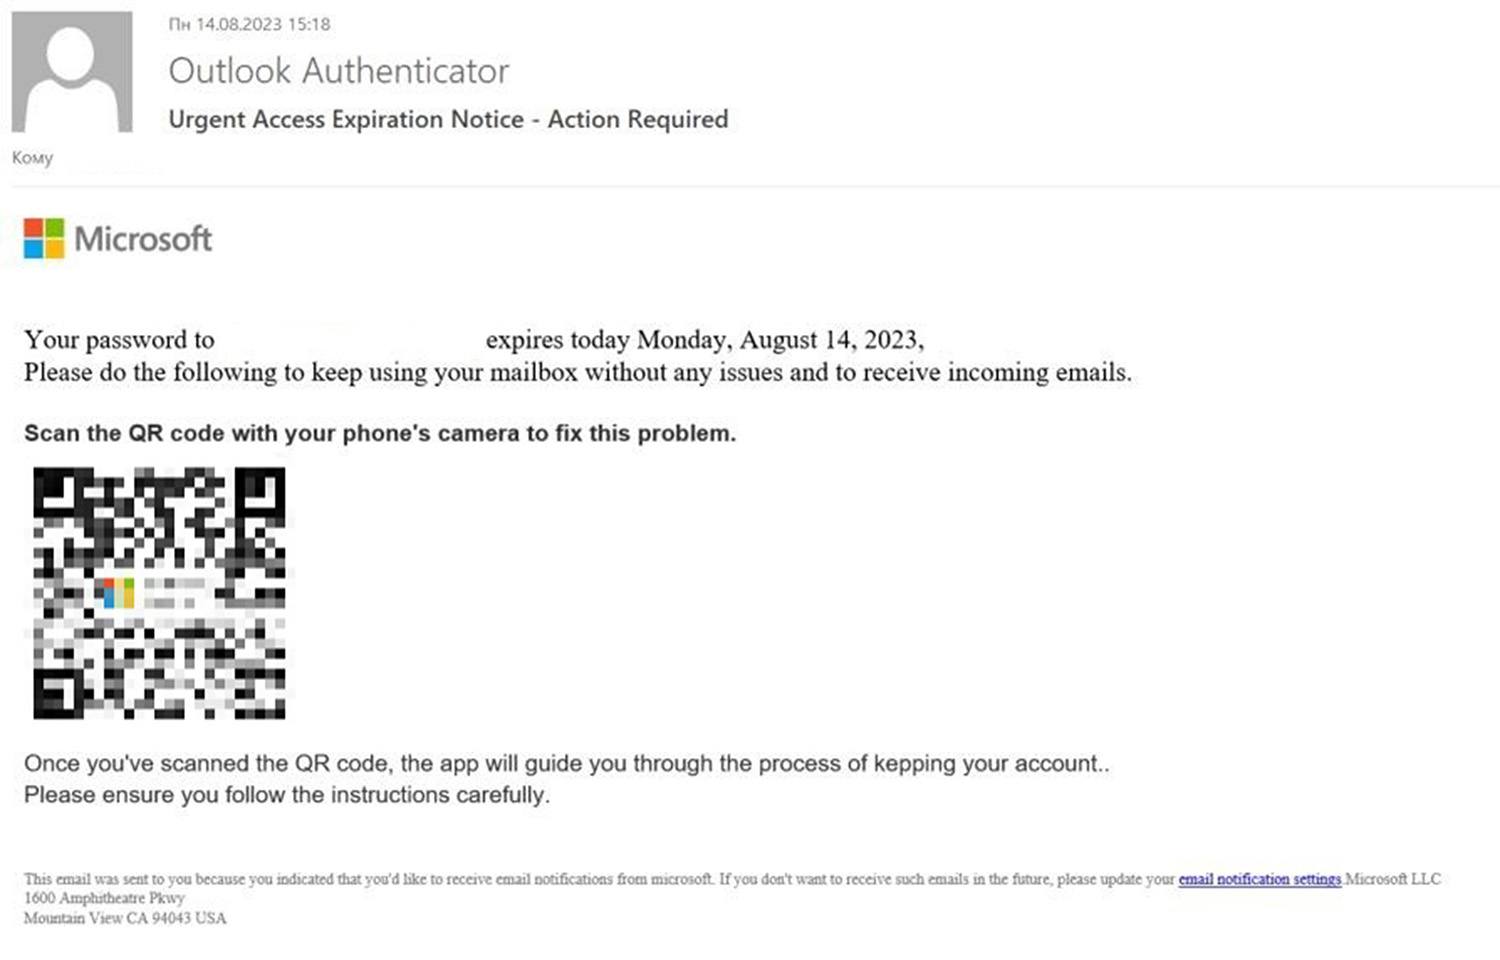 Пн 14.08.2023 15:18
Outlook Authenticator
Urgent Access Expiration Notice - Action Required
Кому
Microsoft
Your password to expires today Monday, August 14, 2023,
Please do the following to keep using your mailbox without any issues and to receive incoming emails.
Scan the QR code with your phone's camera to fix this problem.
Once you've scanned the QR code, the app will guide you through the process of kepping your account..
Please ensure you follow the instructions carefully.
This email was sent to you because you indicated that you'd like to receive email notifications from microsoft. If you don't want to receive such emails in the future, please update your email notification settings.Microsoft LLC
1600 Amphitheatre Pkwy
Mountain View CA 94043 USA